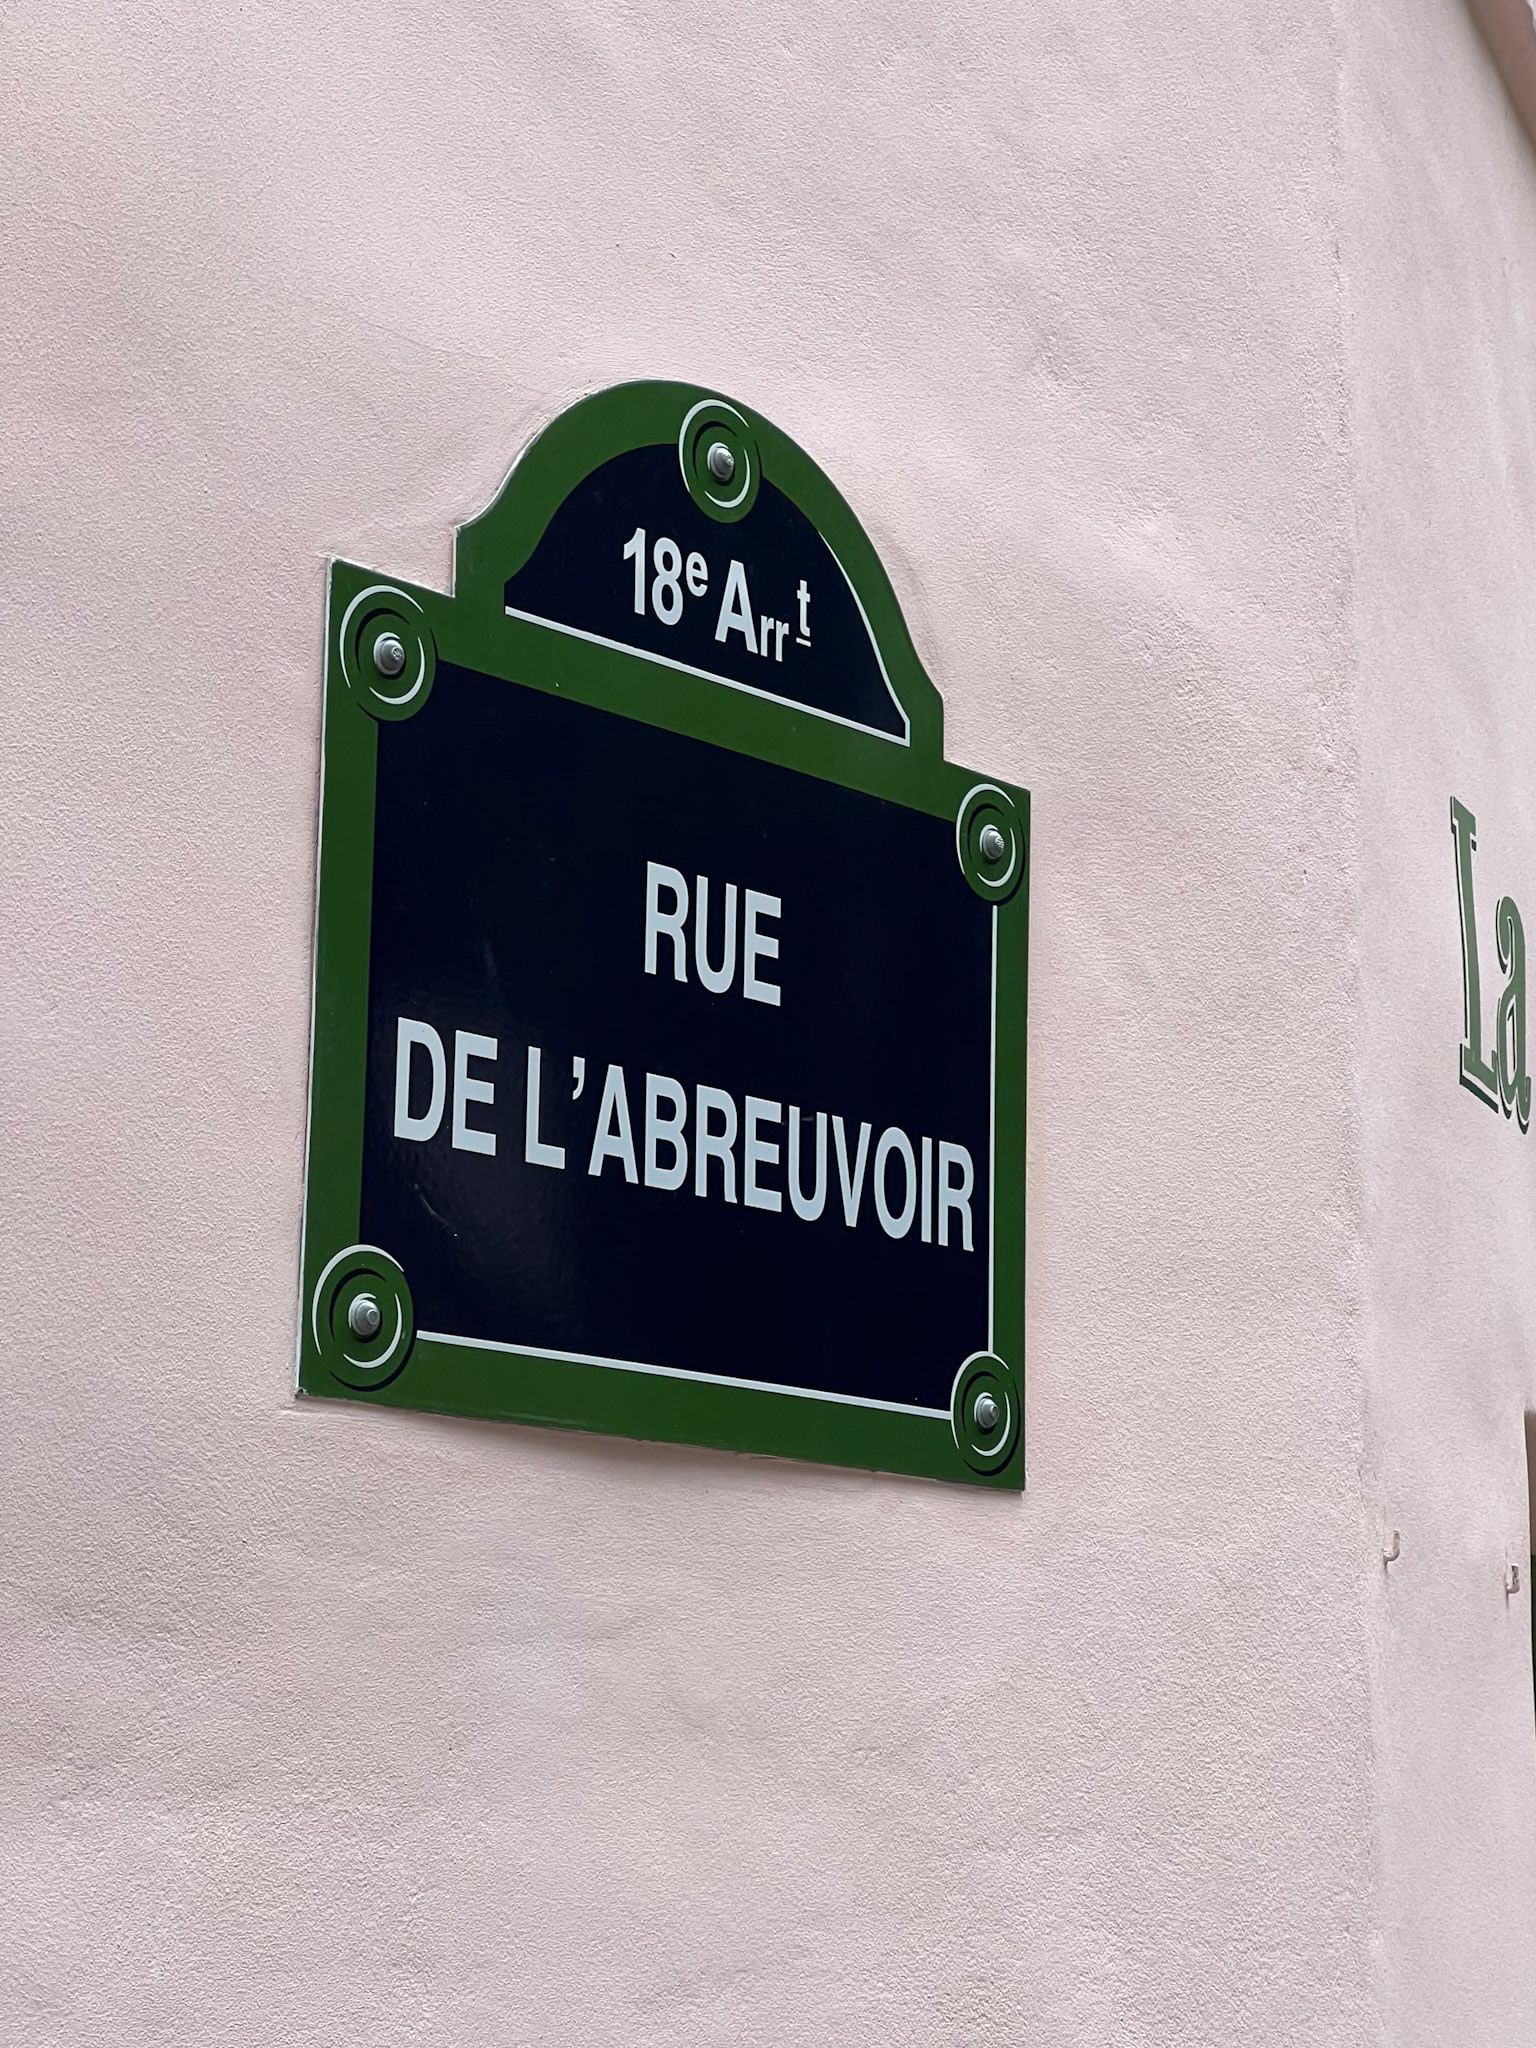 18e Arrt
RUE
DE L’ABREUVOIR
La